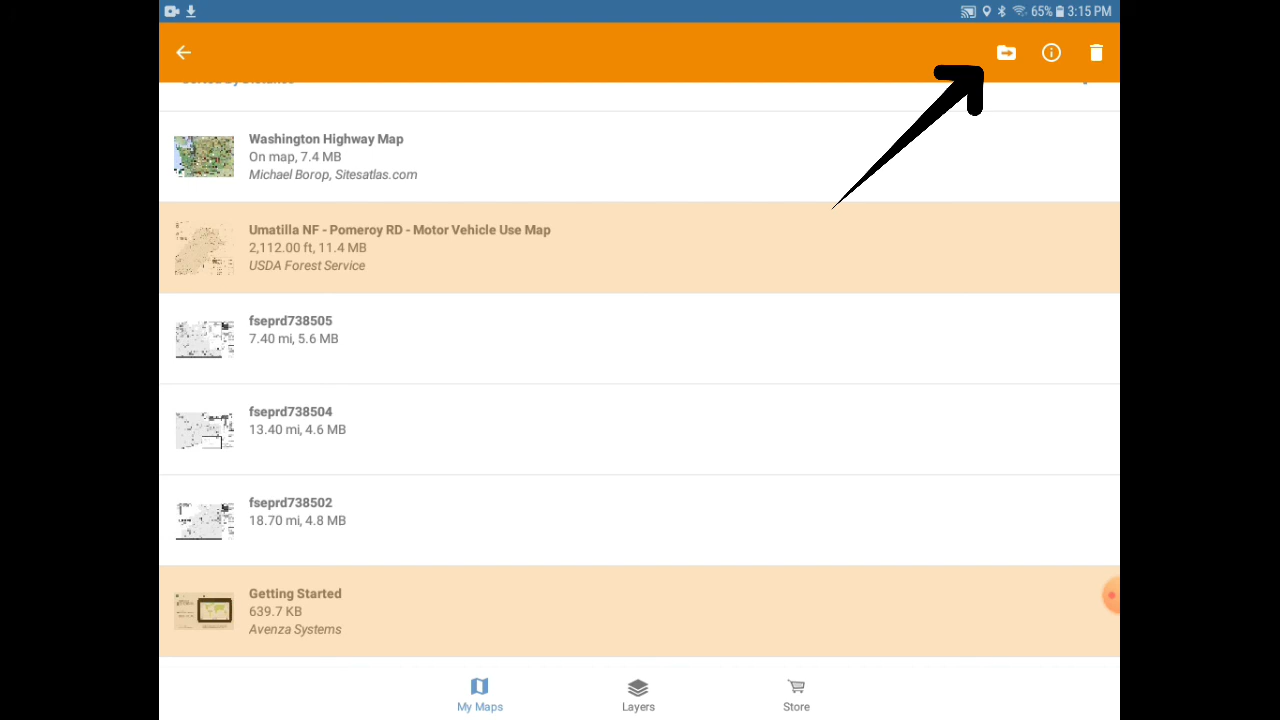 65% 3:15 PM
Sorted by Distance
Washington Highway Map
On map, 7.4 MB
Michael Borop, Sitesatlas.com
Umatilla NF - Pomeroy RD - Motor Vehicle Use Map
2,112.00 ft, 11.4 MB
USDA Forest Service
fseprd738505
7.40 mi, 5.6 MB
fseprd738504
13.40 mi, 4.6 MB
fseprd738502
18.70 mi, 4.8 MB
Getting Started
639.7 KB
Avenza Systems
My Maps
Layers
Store